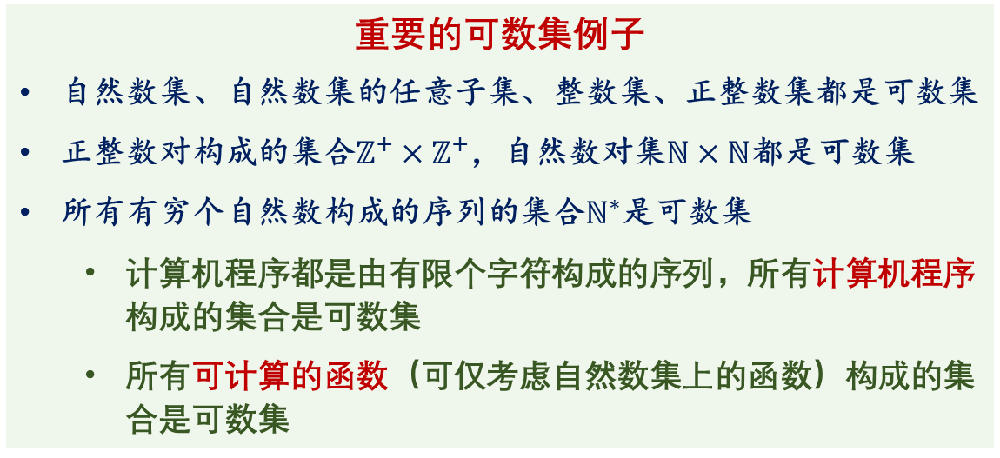 重要的可数集例子
• 自然数集、自然数集的任意子集、整数集、正整数集都是可数集
• 正整数对构成的集合ℤ⁺ × ℤ⁺，自然数对集ℕ × ℕ都是可数集
• 所有有穷个自然数构成的序列的集合ℕ*是可数集
• 计算机程序都是由有限个字符构成的序列，所有计算机程序
构成的集合是可数集
• 所有可计算的函数（可仅考虑自然数集上的函数）构成的集
合是可数集